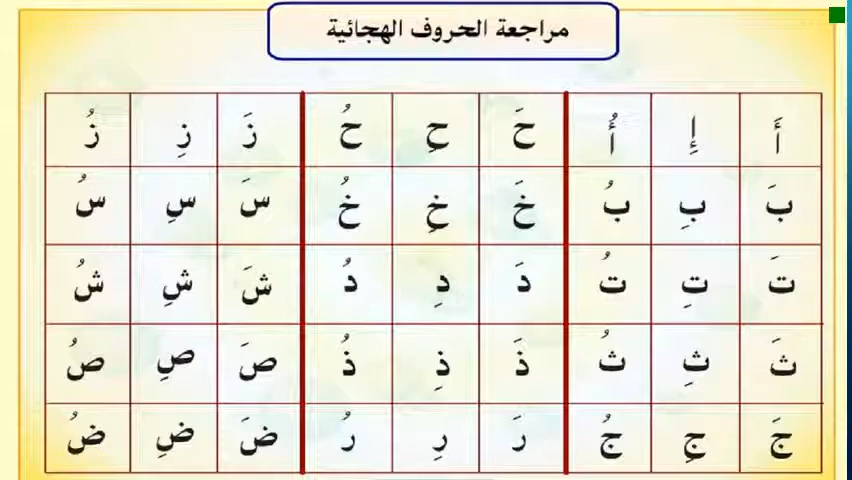 مراجعة الحروف الهجائية
أَ إِ أُ حَ حِ حُ زَ زِ زُ
بَ بِ بُ خَ خِ خُ سَ سِ سُ
تَ تِ تُ دَ دِ دُ شَ شِ شُ
ثَ ثِ ثُ ذَ ذِ ذُ صَ صِ صُ
جَ جِ جُ رَ رِ رُ ضَ ضِ ضُ